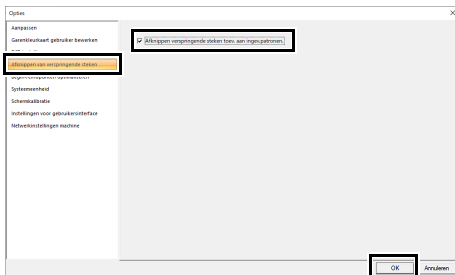 Opties
Aanpassen
Garenkleurkaart gebruiker bewerken
Afknippen van verspringende steken
Systeemeenheid
Schermkalibratie
Instellingen voor gebruikersinterface
Netwerkinstellingen machine
Afknippen verspringende steken toev. aan ingev.patronen.
OK
Annuleren